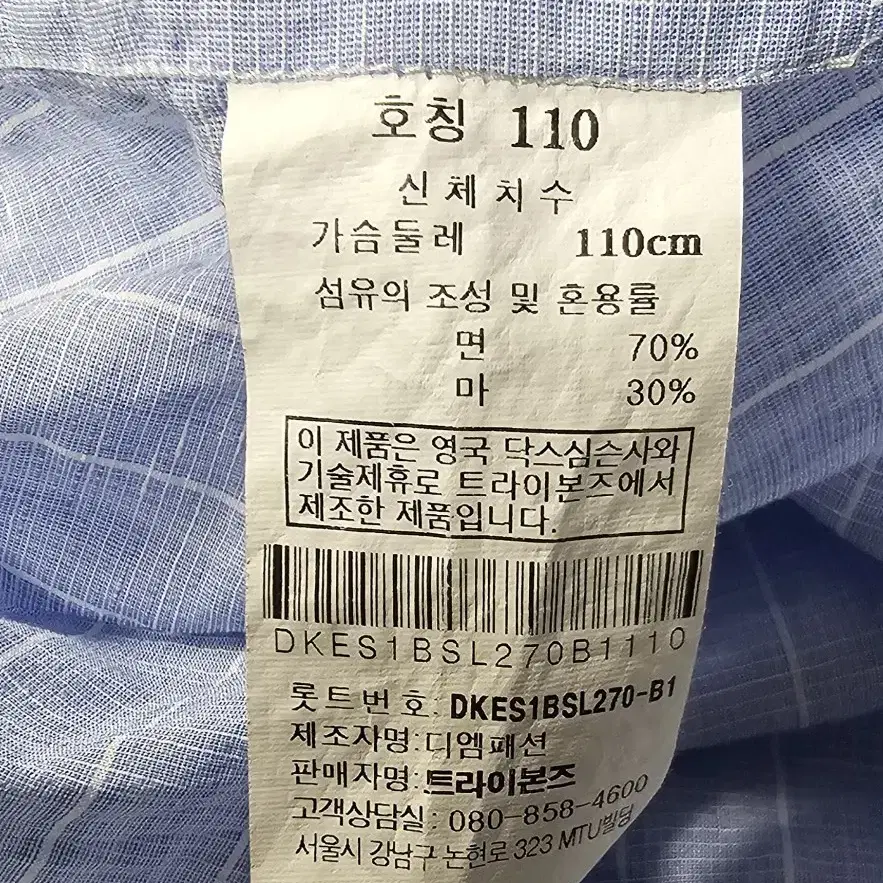 호칭 110
신체치수
가슴둘레 110cm
섬유의 조성 및 혼용률
면 70%
마 30%
이 제품은 영국 닥스심슨사와
기술제휴로 트라이본즈에서
제조한 제품입니다.
DKES1BSL270B1110
롯트번호: DKES1BSL270-B1
제조자명:디엠패션
판매자명:트라이본즈
고객상담실: 080-858-4600
서울시 강남구 논현로 323 MTU빌딩